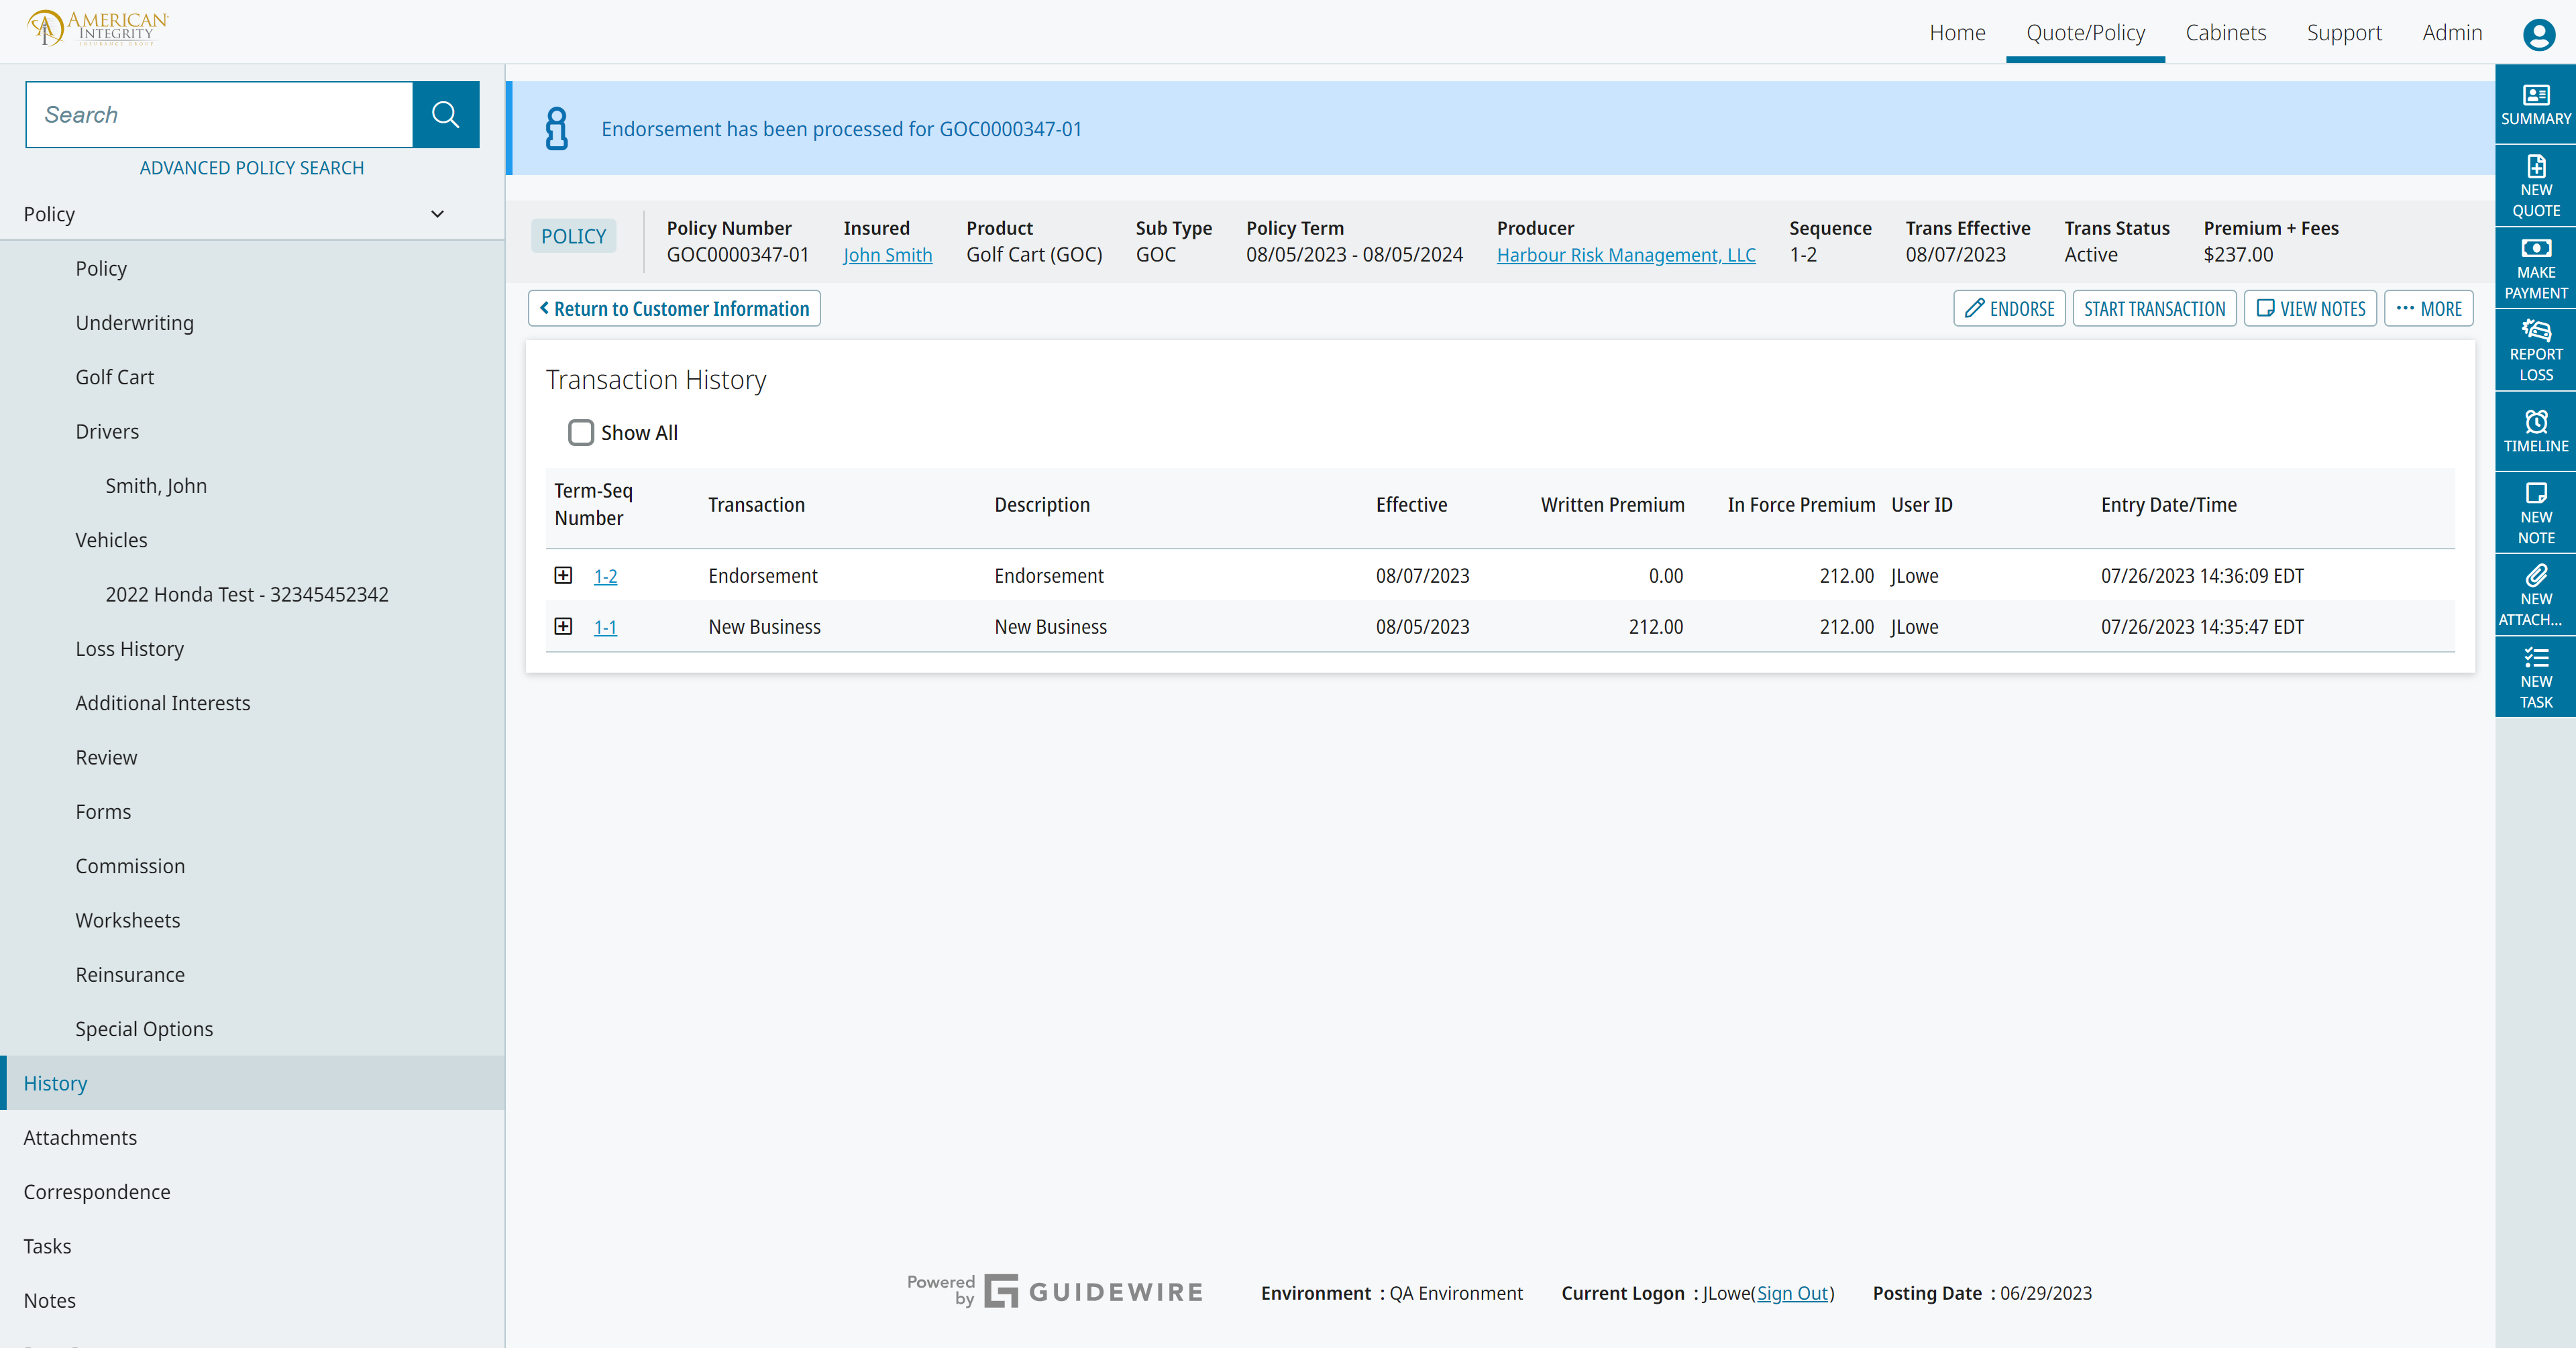 AMERICAN
INTEGRITY
INSURANCE GROUP
Home
Quote/Policy
Cabinets
Support
Admin
Search
ADVANCED POLICY SEARCH
Policy
Policy
Underwriting
Golf Cart
Drivers
Smith, John
Vehicles
2022 Honda Test - 32345452342
Loss History
Additional Interests
Review
Forms
Commission
Worksheets
Reinsurance
Special Options
History
Attachments
Correspondence
Tasks
Notes
Endorsement has been processed for GOC0000347-01
POLICY
Policy Number
GOC0000347-01
Insured
John Smith
Product
Golf Cart (GOC)
Sub Type
GOC
Policy Term
08/05/2023 - 08/05/2024
Producer
Harbour Risk Management, LLC
Sequence
1-2
Trans Effective
08/07/2023
Trans Status
Active
Premium + Fees
$237.00
Return to Customer Information
ENDORSE
START TRANSACTION
VIEW NOTES
MORE
Transaction History
Show All
Term-Seq
Number
Transaction
Description
Effective
Written Premium
In Force Premium
User ID
Entry Date/Time
1-2 Endorsement Endorsement 08/07/2023 0.00 212.00 JLowe 07/26/2023 14:36:09 EDT
1-1 New Business New Business 08/05/2023 212.00 212.00 JLowe 07/26/2023 14:35:47 EDT
SUMMARY
NEW
QUOTE
MAKE
PAYMENT
REPORT
LOSS
TIMELINE
NEW
NOTE
NEW
ATTACH...
NEW
TASK
Powered
by
GUIDEWIRE
Environment : QA Environment
Current Logon : JLowe(Sign Out)
Posting Date : 06/29/2023